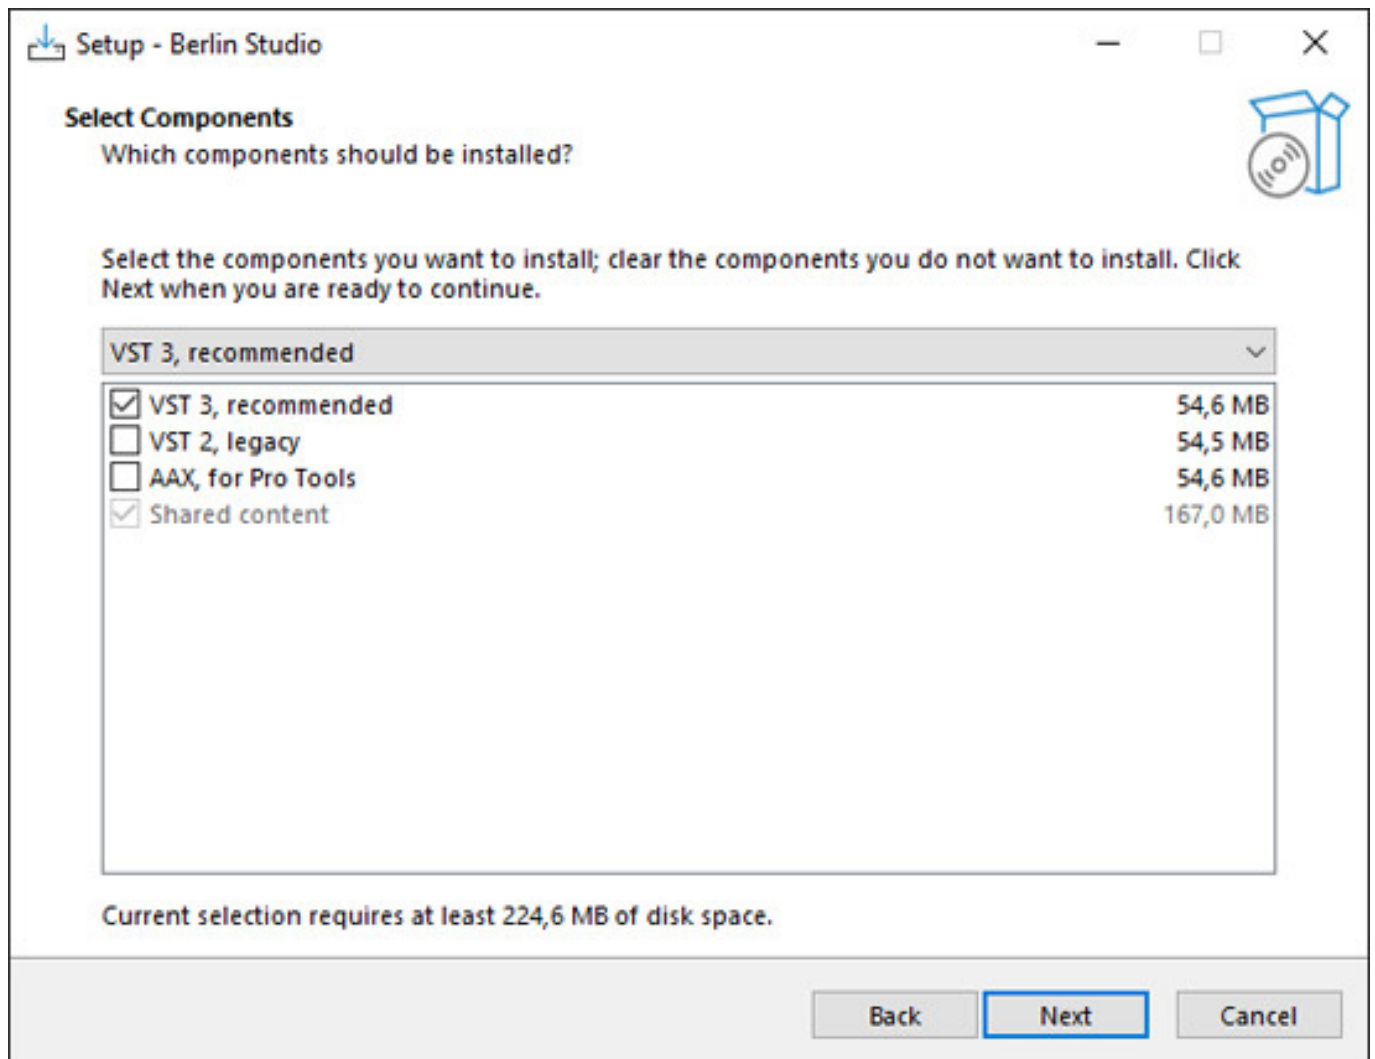 Setup - Berlin Studio
Select Components
Which components should be installed?
Select the components you want to install; clear the components you do not want to install. Click
Next when you are ready to continue.
VST 3, recommended
VST 3, recommended 54,6 MB
VST 2, legacy 54,5 MB
AAX, for Pro Tools 54,6 MB
Shared content 167,0 MB
Current selection requires at least 224,6 MB of disk space.
Back Next Cancel